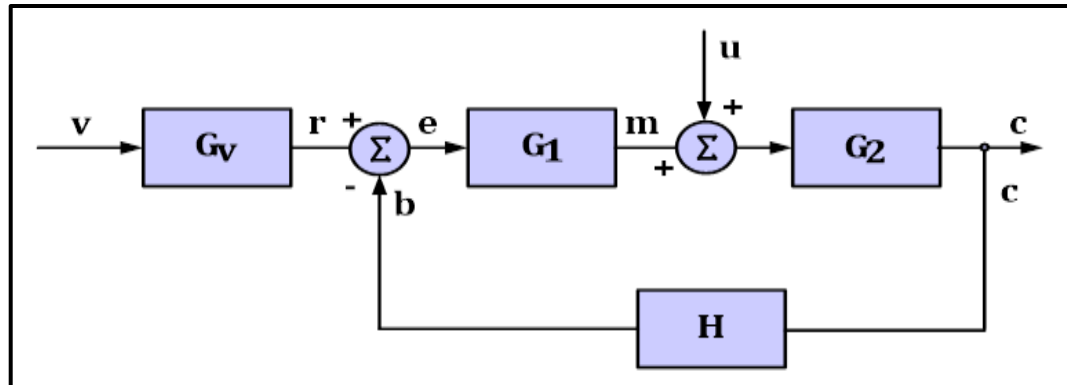 u
+
v Gv r + Σ e G1 m + Σ G2 c
- b c
H